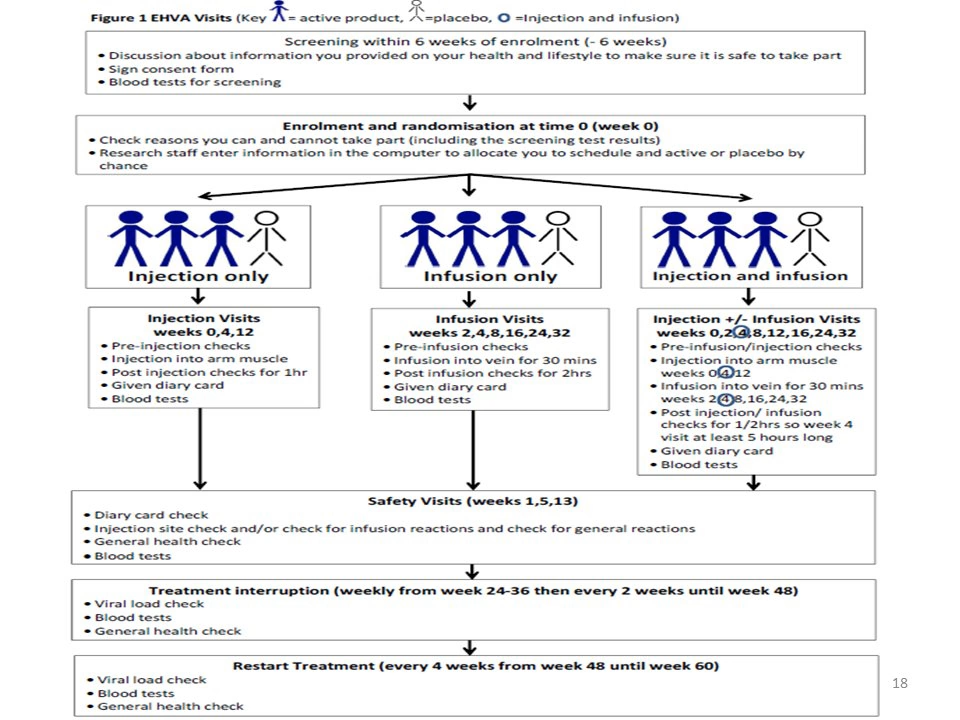 Figure 1 EHVA Visits (Key = active product, =placebo, =Injection and infusion)
Screening within 6 weeks of enrolment (- 6 weeks)
• Discussion about information you provided on your health and lifestyle to make sure it is safe to take part
• Sign consent form
• Blood tests for screening
Enrolment and randomisation at time 0 (week 0)
• Check reasons you can and cannot take part (including the screening test results)
• Research staff enter information in the computer to allocate you to schedule and active or placebo by
chance
Injection only
Infusion only
Injection and infusion
Injection Visits
weeks 0,4,12
• Pre-injection checks
• Injection into arm muscle
• Post injection checks for 1hr
• Given diary card
• Blood tests
Infusion Visits
weeks 2,4,8,16,24,32
• Pre-infusion checks
• Infusion into vein for 30 mins
• Post infusion checks for 2hrs
• Given diary card
• Blood tests
Injection +/- Infusion Visits
weeks 0,2,4,8,12,16,24,32
• Pre-infusion/injection checks
• Injection into arm muscle
weeks 0,4,12
• Infusion into vein for 30 mins
weeks 2,4,8,16,24,32
• Post injection/ infusion
checks for 1/2hrs so week 4
visit at least 5 hours long
• Given diary card
• Blood tests
Safety Visits (weeks 1,5,13)
• Diary card check
• Injection site check and/or check for infusion reactions and check for general reactions
• General health check
• Blood tests
Treatment interruption (weekly from week 24-36 then every 2 weeks until week 48)
• Viral load check
• Blood tests
• General health check
Restart Treatment (every 4 weeks from week 48 until week 60)
• Viral load check
• Blood tests
• General health check
18